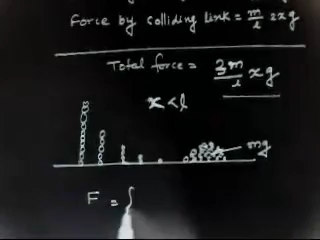 Force by colliding link = m/l 2xg
Total force = 3m/l xg
x < l
mg
F = ∫